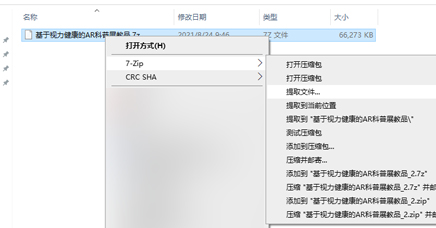 名称 修改日期 类型 大小
基于视力健康的AR科普展教品.7z 2021/8/24 9:46 7Z 文件 66,273 KB
打开方式(H)
7-Zip
CRC SHA
打开压缩包
打开压缩包
提取文件...
提取到当前位置
提取到 "基于视力健康的AR科普展教品\"
测试压缩包
添加到压缩包...
压缩并邮寄...
添加到 "基于视力健康的AR科普展教品_2.7z"
压缩 "基于视力健康的AR科普展教品_2.7z" 并邮
添加到 "基于视力健康的AR科普展教品_2.zip"
压缩 "基于视力健康的AR科普展教品_2.zip" 并邮